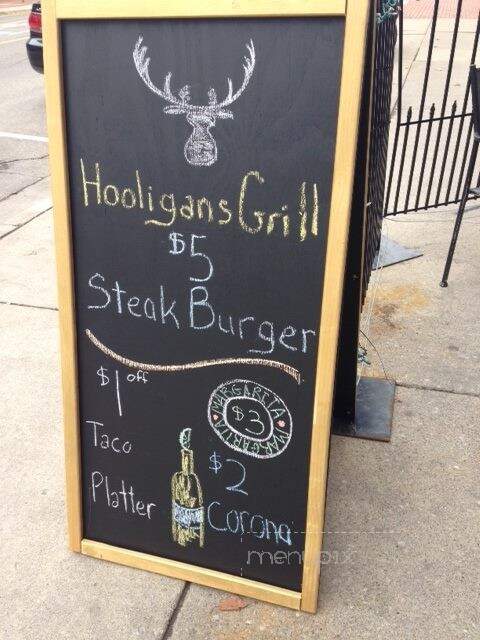 Hooligans Grill
$5
Steak Burger
$1 off
Taco
Platter
MARGARITA MARGARITA
$3
$2
Corona
menupix